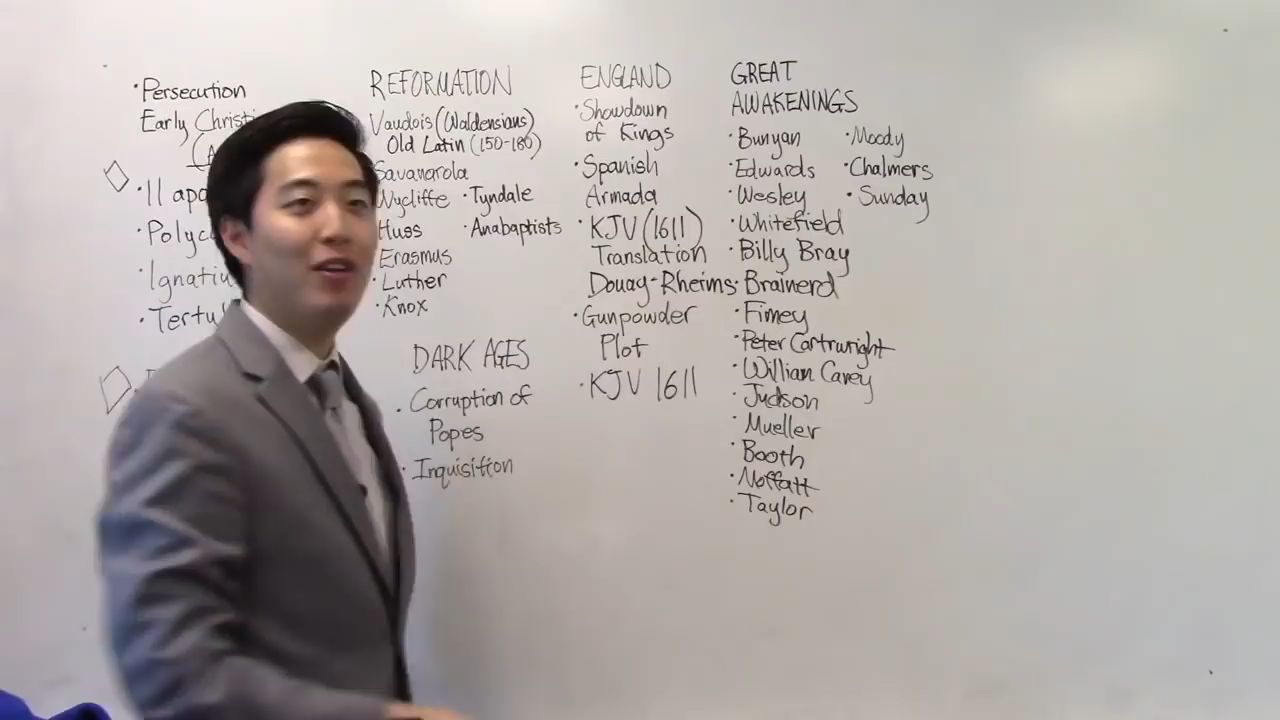 ·Persecution
Early Christi
(A
·11 apo
·Polyc
·Ignatiu
·Tertul
REFORMATION
Vaudois (Waldensians)
Old Latin (150-180)
Savanarola
Wycliffe ·Tyndale
Huss ·Anabaptists
Erasmus
·Luther
·Knox
DARK AGES
·Corruption of
Popes
·Inquisition
ENGLAND
·Showdown
of Kings
·Spanish
Armada
·KJV (1611)
Translation
Douay-Rheims
·Gunpowder
Plot
·KJV 1611
GREAT
AWAKENINGS
·Bunyan ·Moody
·Edwards ·Chalmers
·Wesley ·Sunday
·Whitefield
·Billy Bray
·Brainerd
·Finney
·Peter Cartwright
·William Carey
·Judson
·Mueller
·Booth
·Moffatt
·Taylor